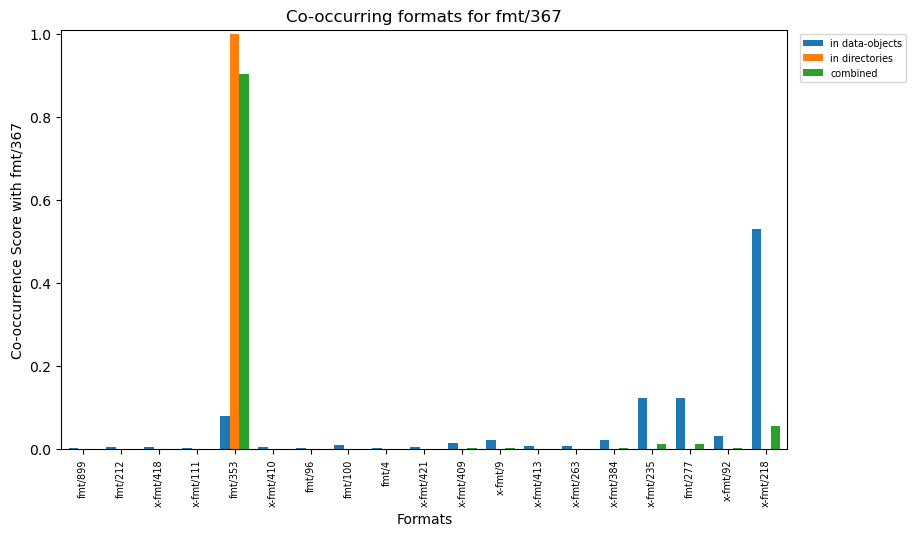 Co-occurring formats for fmt/367
in data-objects
in directories
combined
Co-occurrence Score with fmt/367
1.0
0.8
0.6
0.4
0.2
0.0
fmt/899
fmt/212
x-fmt/418
x-fmt/111
fmt/353
x-fmt/410
fmt/96
fmt/100
fmt/4
x-fmt/421
x-fmt/409
x-fmt/9
x-fmt/413
x-fmt/263
x-fmt/384
x-fmt/235
fmt/277
x-fmt/92
x-fmt/218
Formats